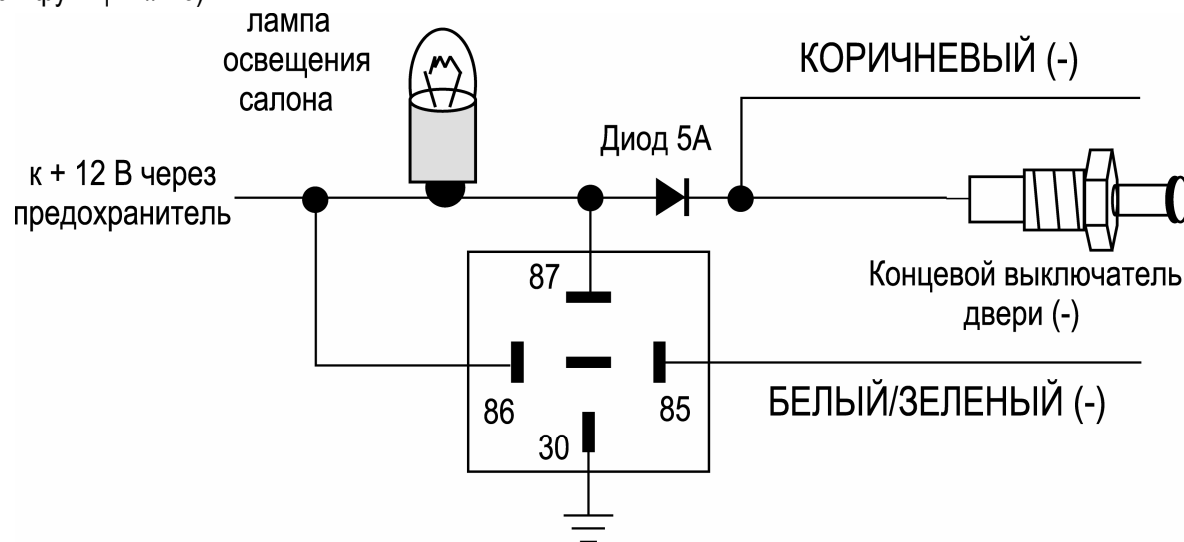 лампа
освещения
салона
КОРИЧНЕВЫЙ (-)
Диод 5А
к + 12 В через
предохранитель
Концевой выключатель
двери (-)
87
86
85
30
БЕЛЫЙ/ЗЕЛЕНЫЙ (-)